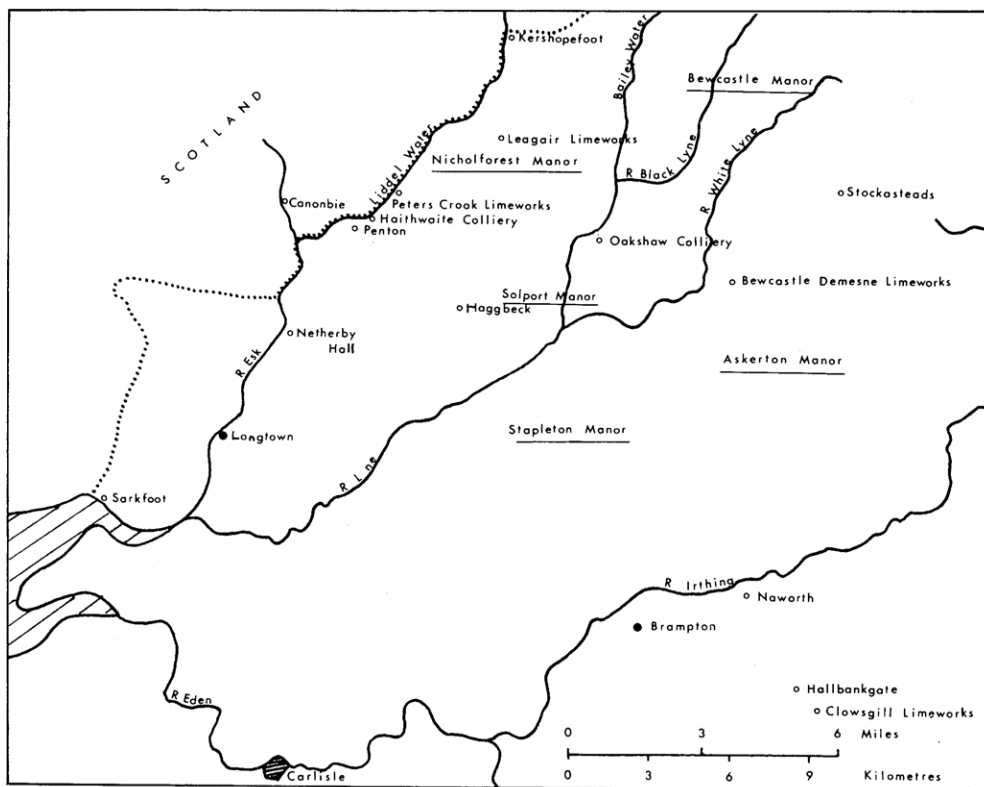 Kershopefoot
Bailey Water
Bewcastle Manor
SCOTLAND
Liddel Water
Leagair Limeworks
Nicholforest Manor
R Black Lyne
R White Lyne
Stockasteads
Canonbie
Peters Crook Limeworks
Haithwaite Colliery
Penton
Oakshaw Colliery
Bewcastle Demesne Limeworks
Solport Manor
Haggbeck
Netherby
Hall
R Esk
Askerton Manor
Longtown
Stapleton Manor
R L ne
Sarkfoot
R Irthing
Naworth
Brampton
R Eden
Hallbankgate
Clowsgill Limeworks
0 3 6 Miles
Carlisle
0 3 6 9 Kilometres